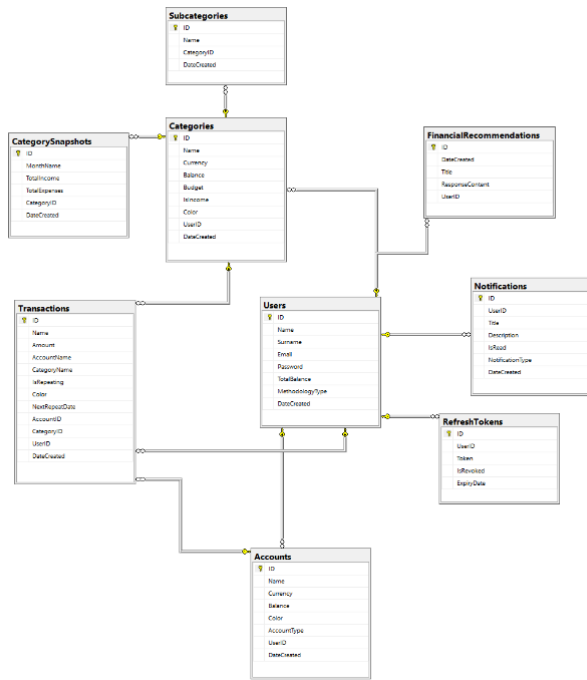 Subcategories
ID
Name
CategoryID
DateCreated
Categories
ID
Name
Currency
Balance
Budget
IsIncome
Color
UserID
DateCreated
CategorySnapshots
ID
MonthName
TotalIncome
TotalExpenses
CategoryID
DateCreated
FinancialRecommendations
ID
DateCreated
Title
ResponseContent
UserID
Transactions
ID
Name
Amount
AccountName
CategoryName
IsRepeating
Color
NextRepeatDate
AccountID
CategoryID
UserID
DateCreated
Users
ID
Name
Surname
Email
Password
TotalBalance
MethodologyType
DateCreated
Notifications
ID
UserID
Title
Description
IsRead
NotificationType
DateCreated
RefreshTokens
ID
UserID
Token
IsRevoked
ExpiryDate
Accounts
ID
Name
Currency
Balance
Color
AccountType
UserID
DateCreated